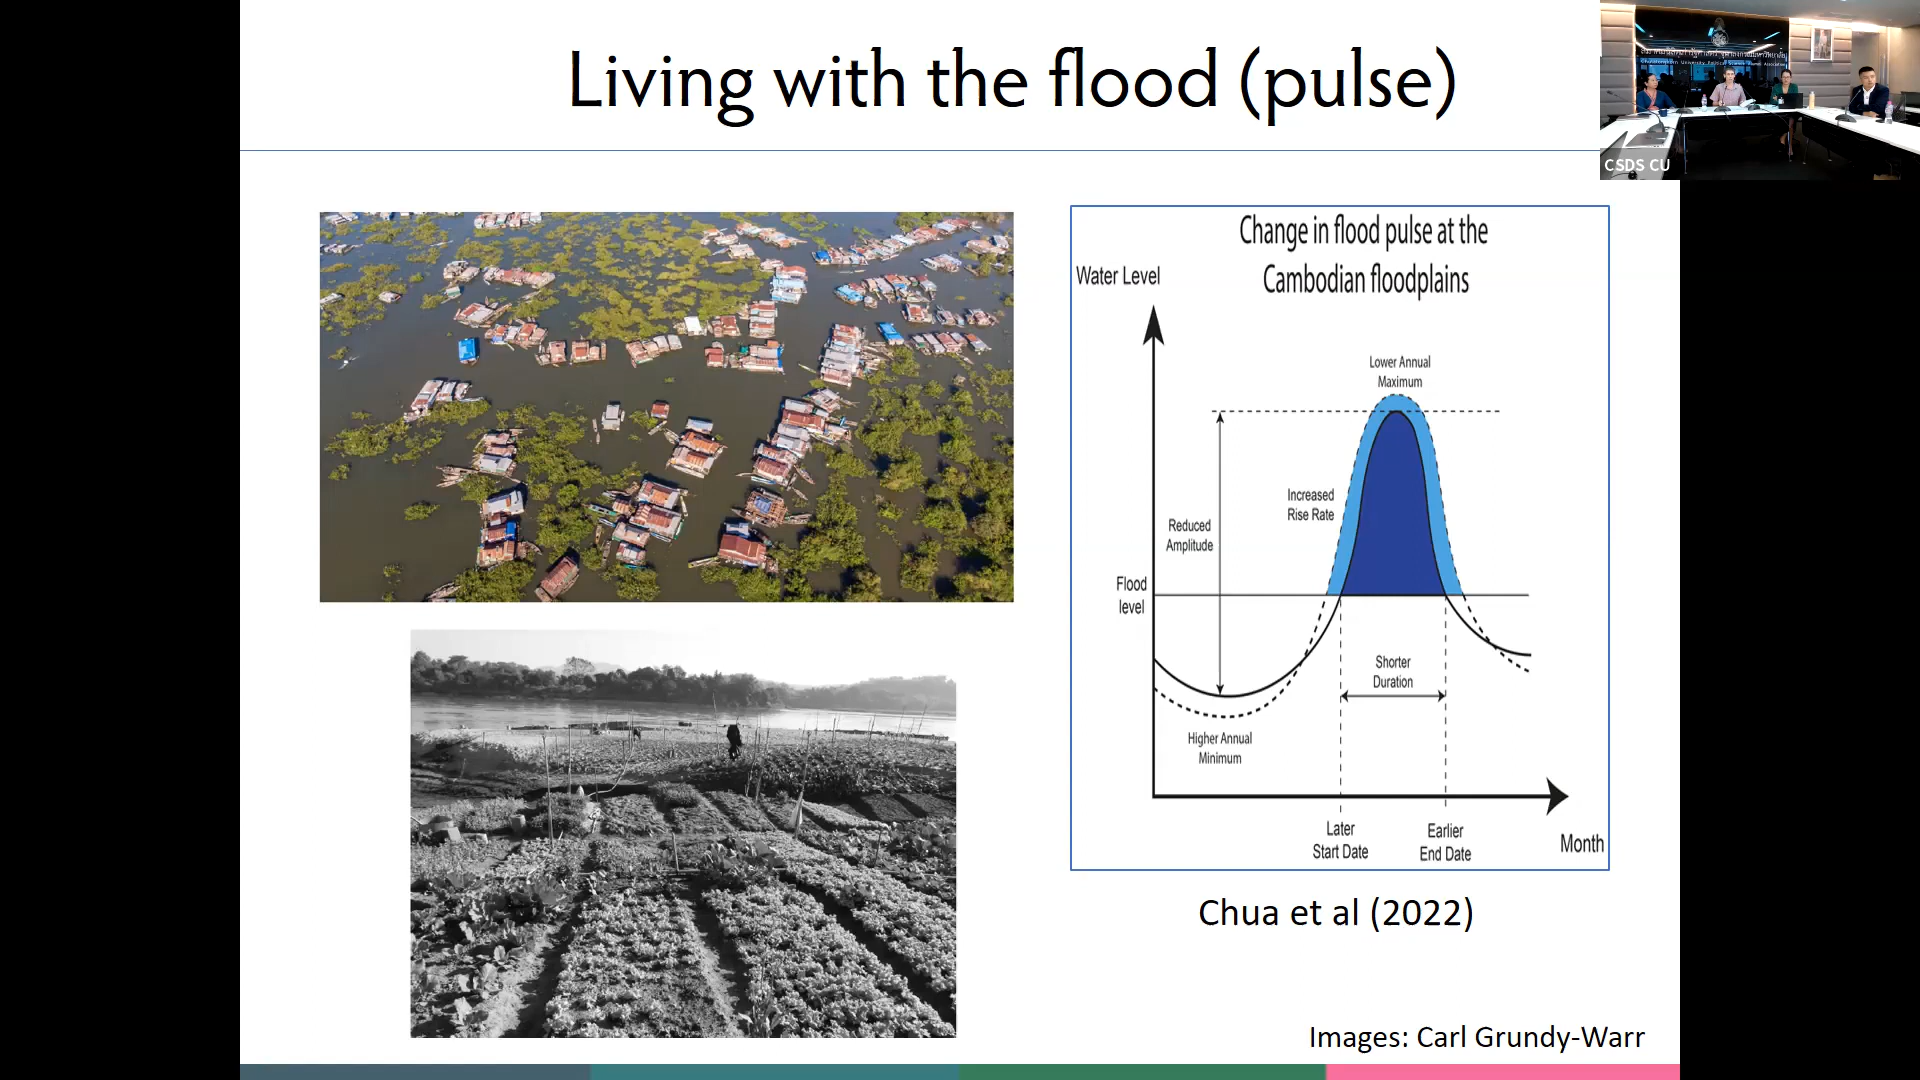 Living with the flood (pulse)
CSDS CU
Change in flood pulse at the
Cambodian floodplains
Water Level
Lower Annual
Maximum
Increased
Rise Rate
Reduced
Amplitude
Flood
level
Shorter
Duration
Higher Annual
Minimum
Later
Start Date
Earlier
End Date
Month
Chua et al (2022)
Images: Carl Grundy-Warr